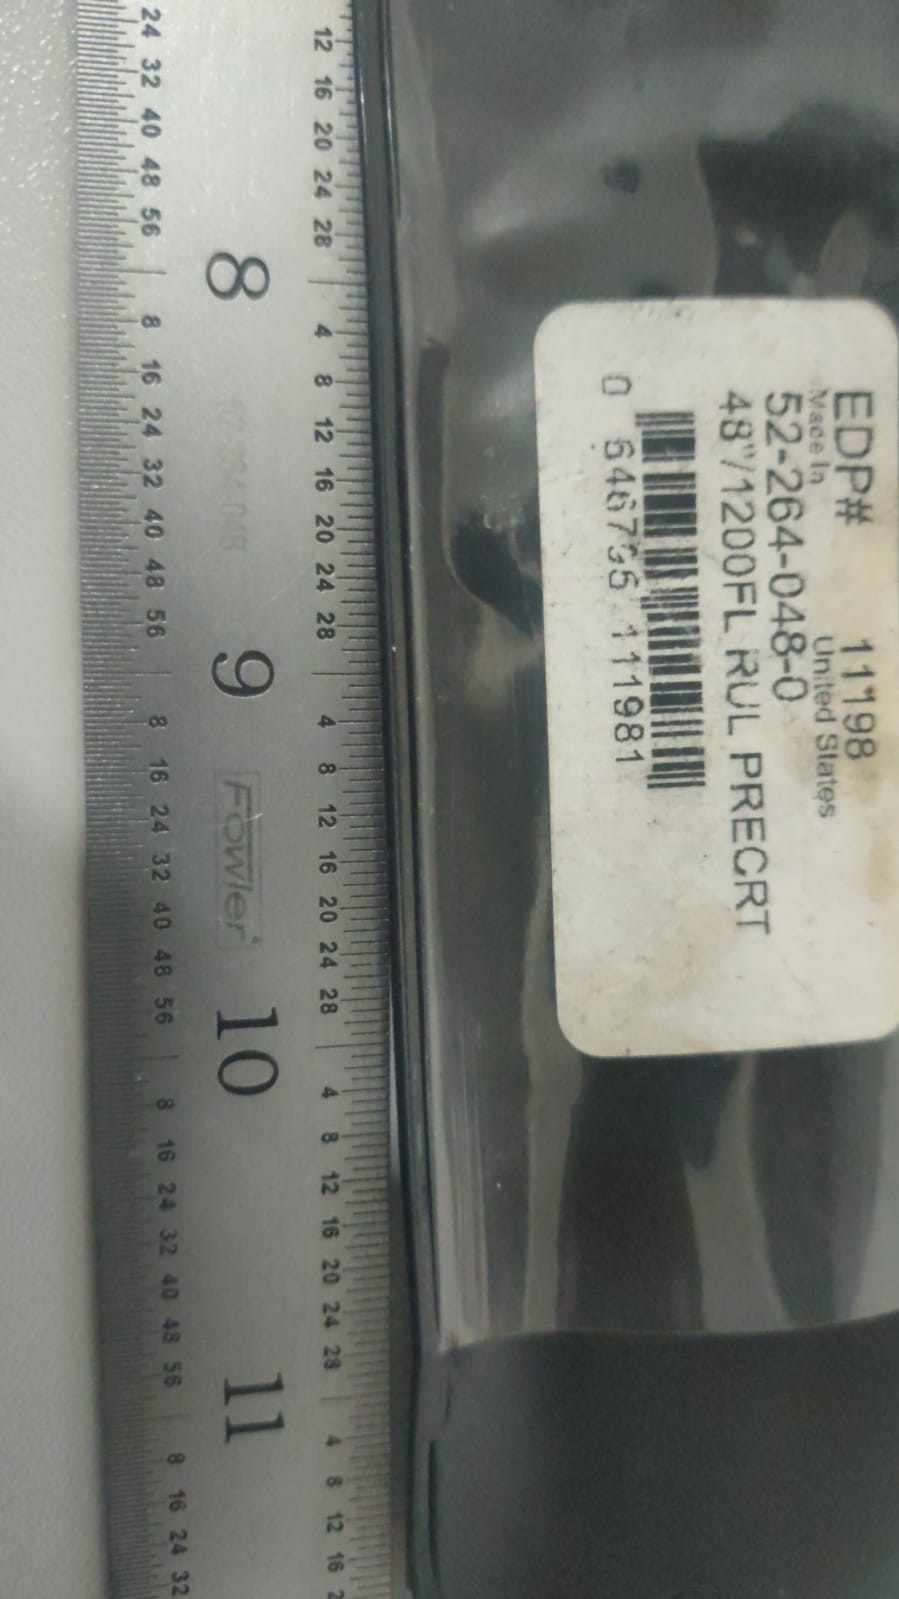 EDP# 11198
Made In United States
52-264-048-0
48"/1200FL RUL PRECRT
0 646735 111981
12 16 20 24 28 4 8 12 16 20 24 28 4 8 12 16 20 24 28 4 8 12 16 20 24 28 4 8 12 16
8 9 Fowler® 10 11
24 32 40 48 56 8 16 24 32 40 48 56 8 16 24 32 40 48 56 8 16 24 32 40 48 56 8 16 24 32